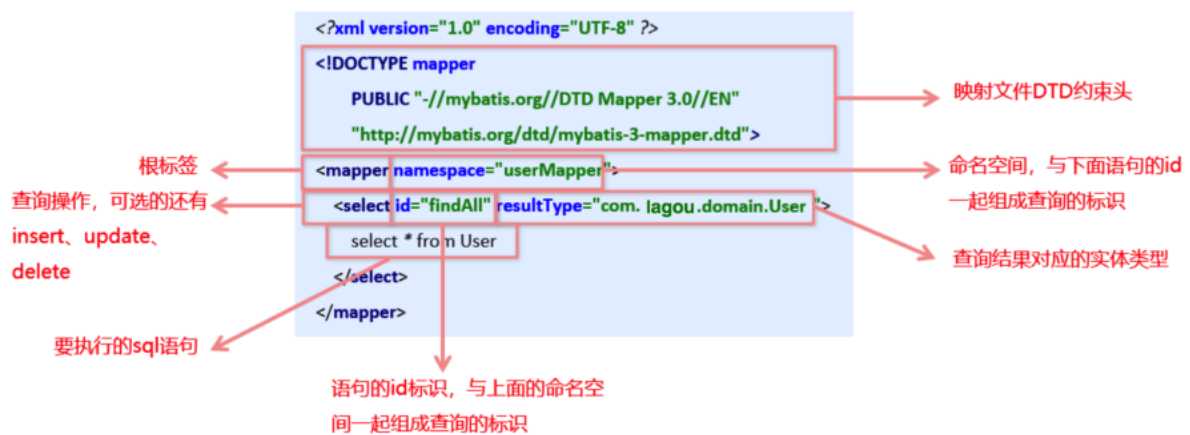 <?xml version="1.0" encoding="UTF-8" ?>
<!DOCTYPE mapper
PUBLIC "-//mybatis.org//DTD Mapper 3.0//EN"
"http://mybatis.org/dtd/mybatis-3-mapper.dtd">
<mapper namespace="userMapper">
<select id="findAll" resultType="com. lagou.domain.User ">
select * from User
</select>
</mapper>
映射文件DTD约束头
根标签
命名空间，与下面语句的id
一起组成查询的标识
查询操作，可选的还有
insert、update、
delete
查询结果对应的实体类型
要执行的sql语句
语句的id标识，与上面的命名空
间一起组成查询的标识